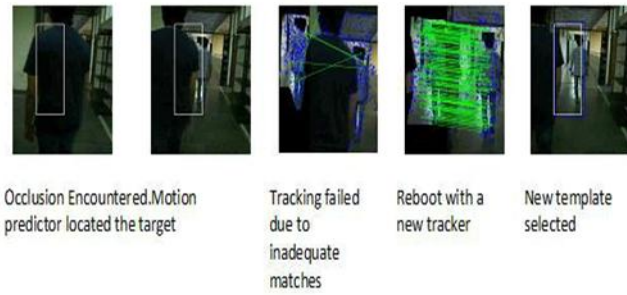 Occlusion Encountered.Motion
predictor located the target
Tracking failed
due to
inadequate
matches
Reboot with a
new tracker
New template
selected